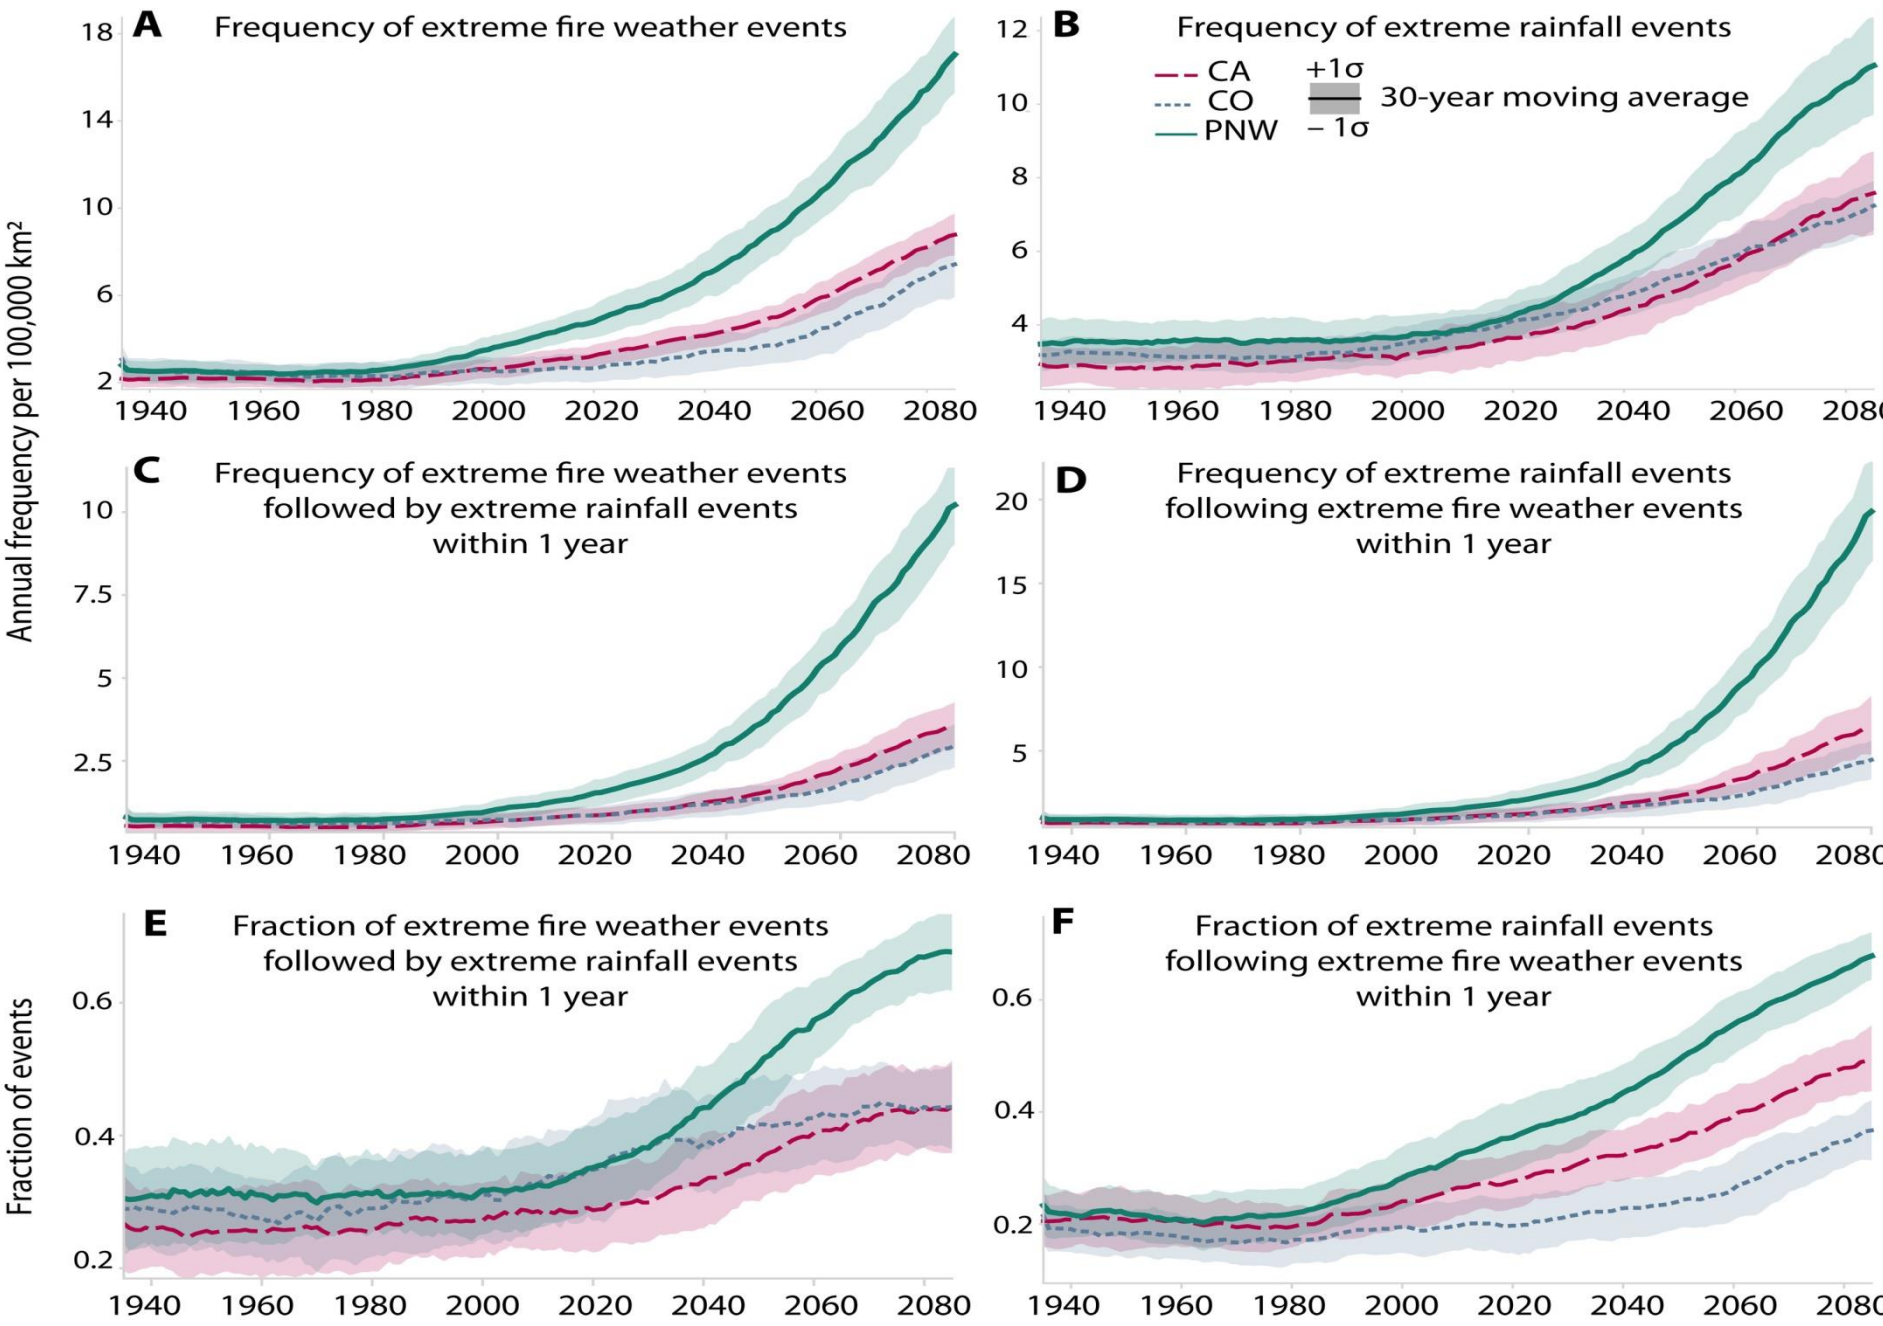 A Frequency of extreme fire weather events
18
14
10
6
2
1940 1960 1980 2000 2020 2040 2060 2080
B Frequency of extreme rainfall events
CA
CO
PNW
+1σ
30-year moving average
– 1σ
12
10
8
6
4
1940 1960 1980 2000 2020 2040 2060 2080
Annual frequency per 100,000 km²
C Frequency of extreme fire weather events
followed by extreme rainfall events
within 1 year
10
7.5
5
2.5
1940 1960 1980 2000 2020 2040 2060 2080
D Frequency of extreme rainfall events
following extreme fire weather events
within 1 year
20
15
10
5
1940 1960 1980 2000 2020 2040 2060 2080
Fraction of events
E Fraction of extreme fire weather events
followed by extreme rainfall events
within 1 year
0.6
0.4
0.2
1940 1960 1980 2000 2020 2040 2060 2080
F Fraction of extreme rainfall events
following extreme fire weather events
within 1 year
0.6
0.4
0.2
1940 1960 1980 2000 2020 2040 2060 2080